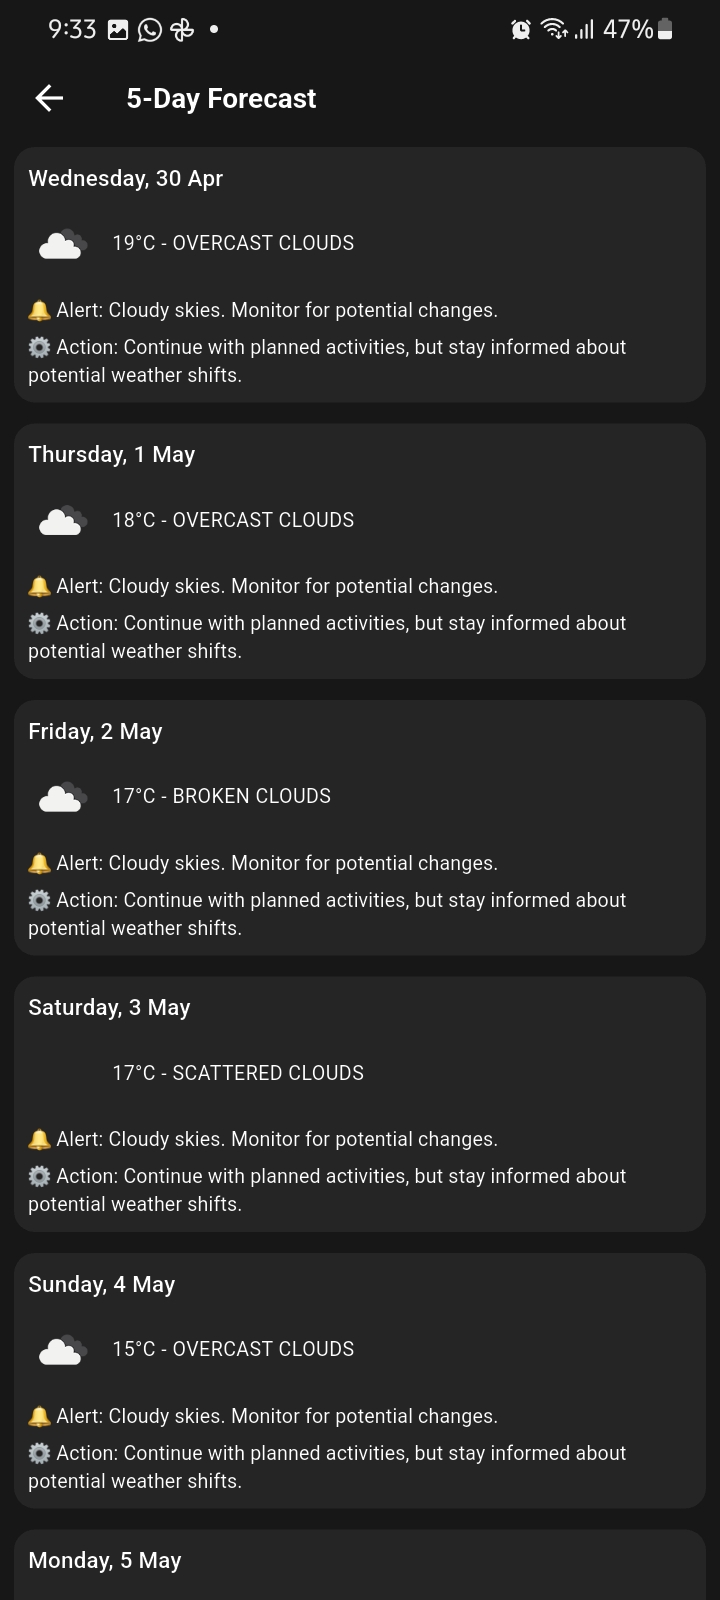 9:33 47%
5-Day Forecast
Wednesday, 30 Apr
19°C - OVERCAST CLOUDS
🔔 Alert: Cloudy skies. Monitor for potential changes.
⚙️ Action: Continue with planned activities, but stay informed about
potential weather shifts.
Thursday, 1 May
18°C - OVERCAST CLOUDS
🔔 Alert: Cloudy skies. Monitor for potential changes.
⚙️ Action: Continue with planned activities, but stay informed about
potential weather shifts.
Friday, 2 May
17°C - BROKEN CLOUDS
🔔 Alert: Cloudy skies. Monitor for potential changes.
⚙️ Action: Continue with planned activities, but stay informed about
potential weather shifts.
Saturday, 3 May
17°C - SCATTERED CLOUDS
🔔 Alert: Cloudy skies. Monitor for potential changes.
⚙️ Action: Continue with planned activities, but stay informed about
potential weather shifts.
Sunday, 4 May
15°C - OVERCAST CLOUDS
🔔 Alert: Cloudy skies. Monitor for potential changes.
⚙️ Action: Continue with planned activities, but stay informed about
potential weather shifts.
Monday, 5 May